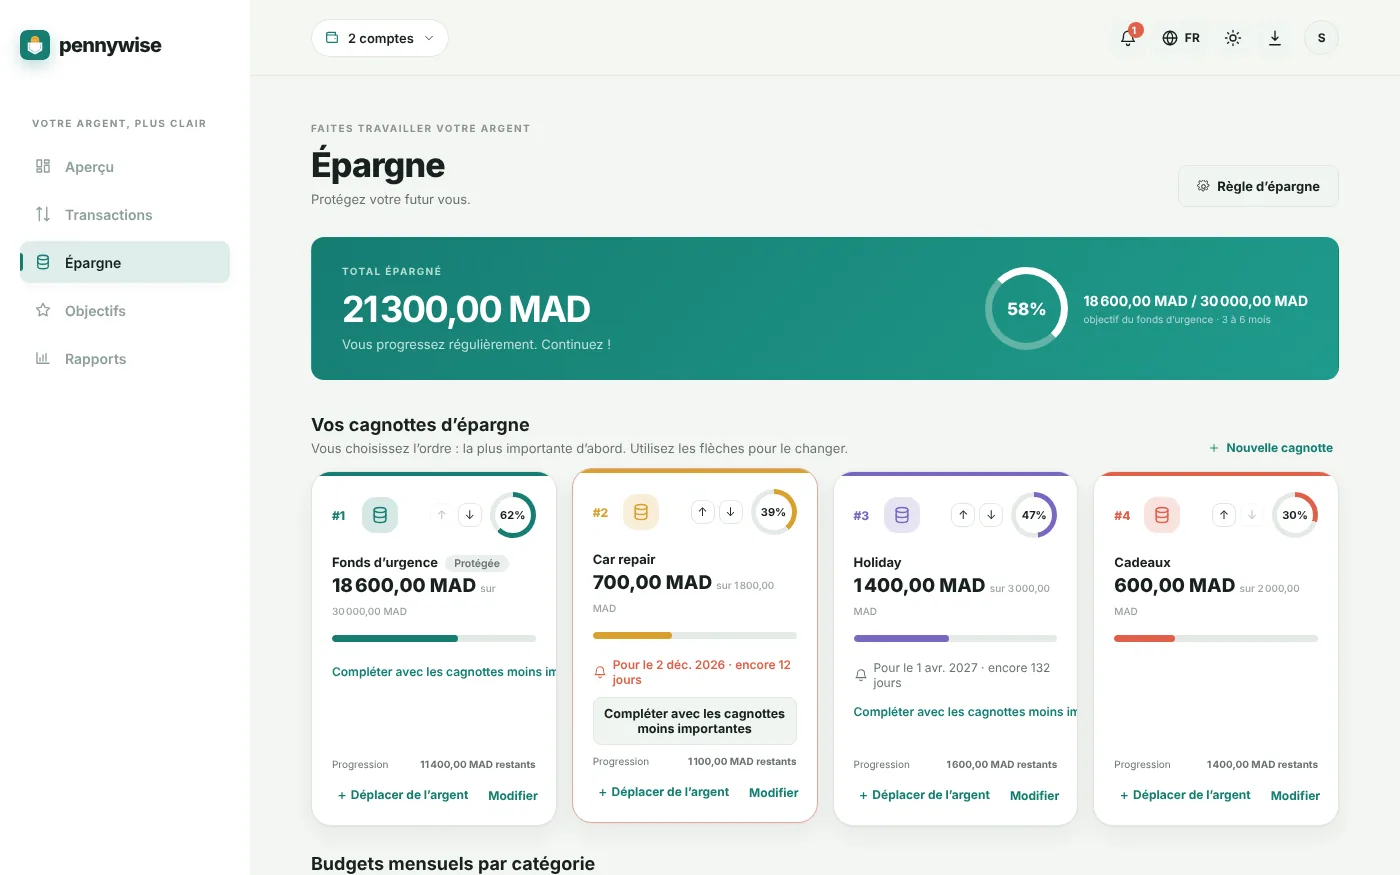 pennywise
2 comptes
1
FR
S
VOTRE ARGENT, PLUS CLAIR
Aperçu
Transactions
Épargne
Objectifs
Rapports
FAITES TRAVAILLER VOTRE ARGENT
Épargne
Protégez votre futur vous.
Règle d’épargne
TOTAL ÉPARGNÉ
21 300,00 MAD
Vous progressez régulièrement. Continuez !
58%
18 600,00 MAD / 30 000,00 MAD
objectif du fonds d’urgence · 3 à 6 mois
Vos cagnottes d’épargne
Vous choisissez l’ordre : la plus importante d’abord. Utilisez les flèches pour le changer.
+ Nouvelle cagnotte
#1
↑ ↓
62%
Fonds d’urgence Protégée
18 600,00 MAD sur
30 000,00 MAD
Compléter avec les cagnottes moins im
Progression 11 400,00 MAD restants
+ Déplacer de l’argent Modifier
#2
↑ ↓
39%
Car repair
700,00 MAD sur 1 800,00
MAD
Pour le 2 déc. 2026 · encore 12
jours
Compléter avec les cagnottes
moins importantes
Progression 1 100,00 MAD restants
+ Déplacer de l’argent Modifier
#3
↑ ↓
47%
Holiday
1 400,00 MAD sur 3 000,00
MAD
Pour le 1 avr. 2027 · encore 132
jours
Compléter avec les cagnottes moins im
Progression 1 600,00 MAD restants
+ Déplacer de l’argent Modifier
#4
↑ ↓
30%
Cadeaux
600,00 MAD sur 2 000,00
MAD
Progression 1 400,00 MAD restants
+ Déplacer de l’argent Modifier
Budgets mensuels par catégorie